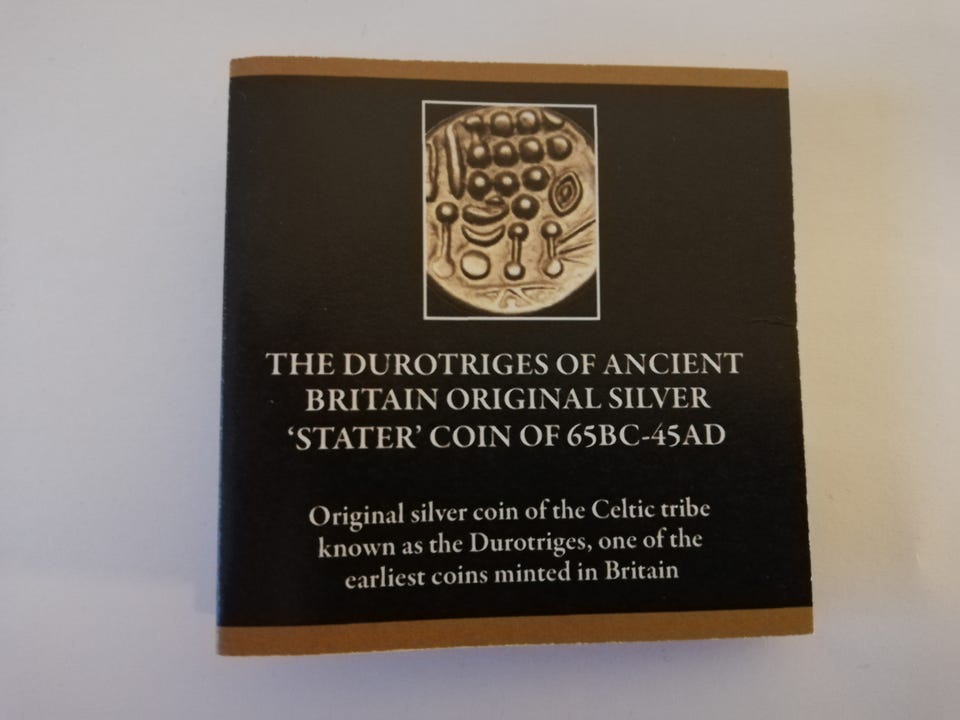 THE DUROTRIGES OF ANCIENT
BRITAIN ORIGINAL SILVER
‘STATER’ COIN OF 65BC-45AD
Original silver coin of the Celtic tribe
known as the Durotriges, one of the
earliest coins minted in Britain